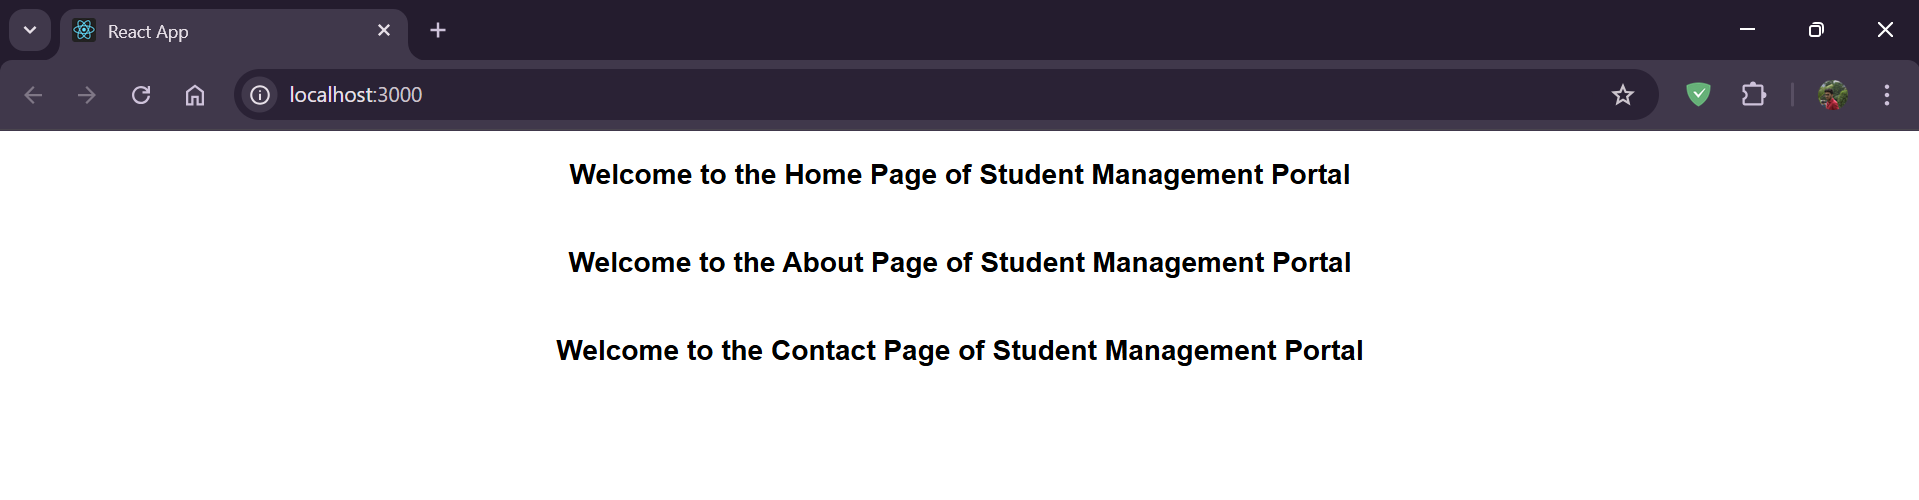 React App
localhost:3000
Welcome to the Home Page of Student Management Portal
Welcome to the About Page of Student Management Portal
Welcome to the Contact Page of Student Management Portal